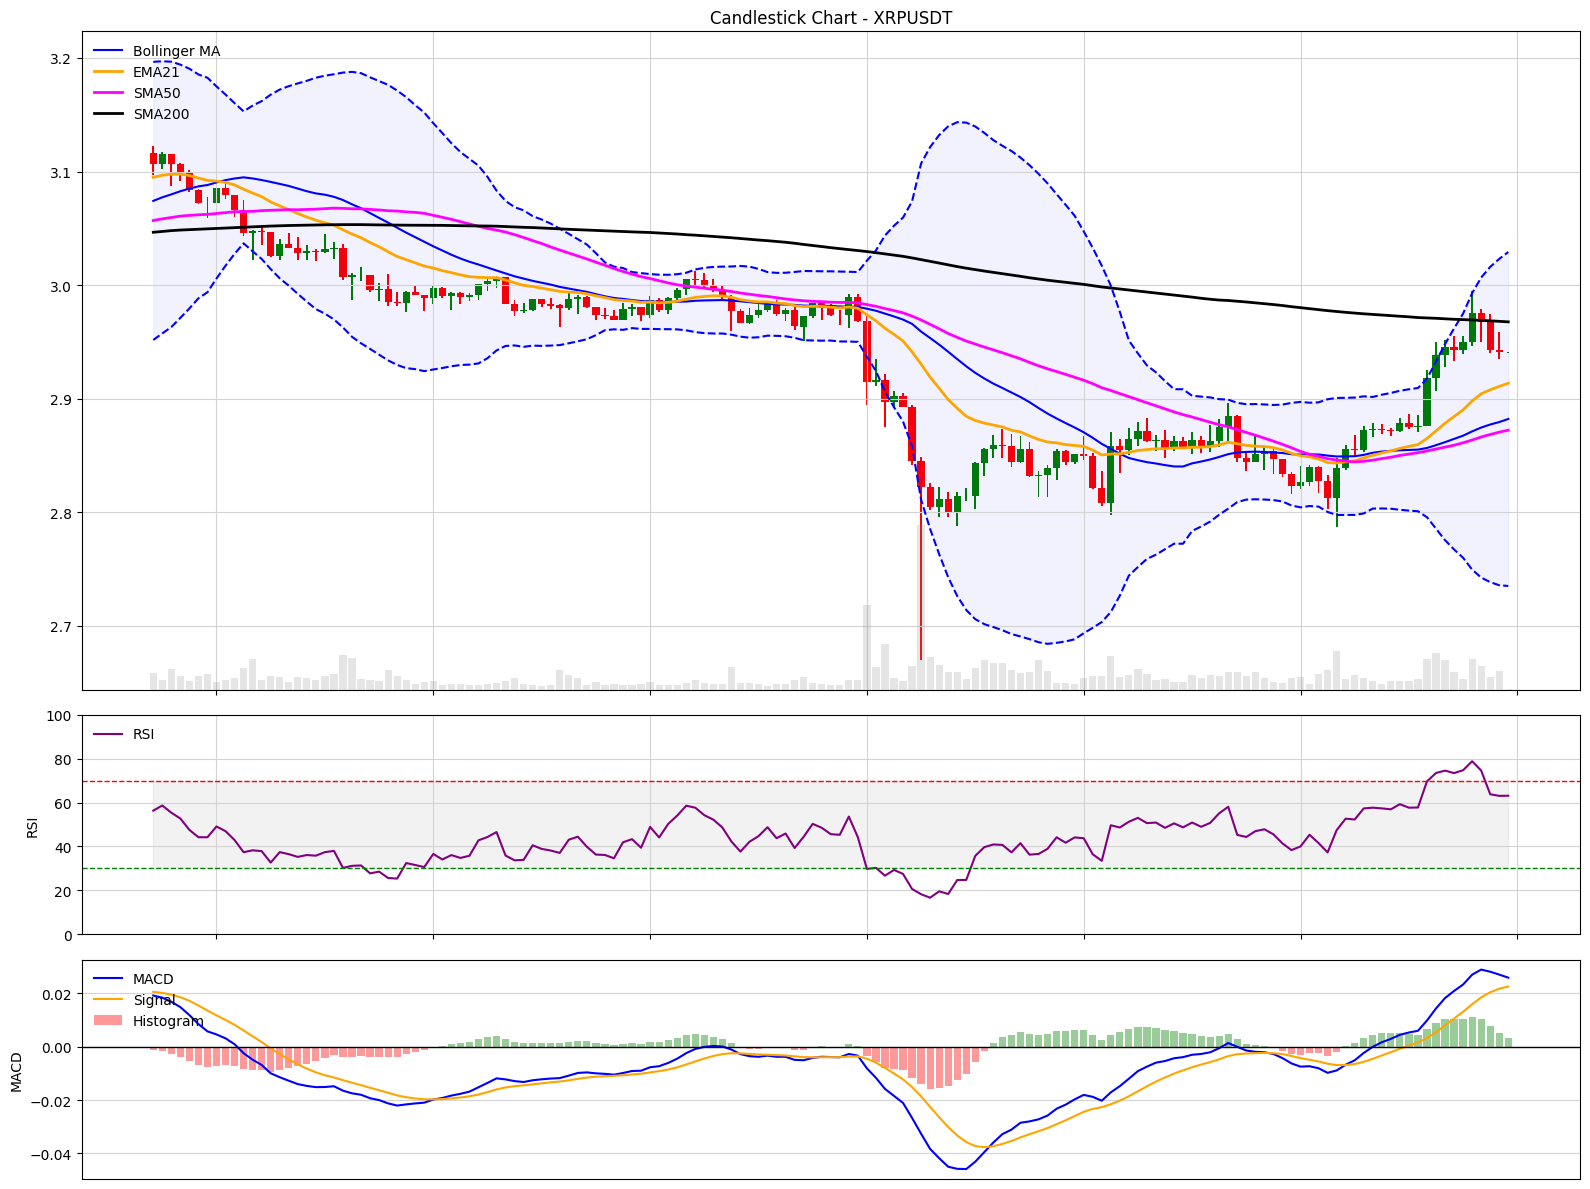 Candlestick Chart - XRPUSDT
Bollinger MA
EMA21
SMA50
SMA200
3.2
3.1
3.0
2.9
2.8
2.7
RSI
100
80
60
40
20
0
RSI
MACD
Signal
Histogram
0.02
0.00
−0.02
−0.04
MACD